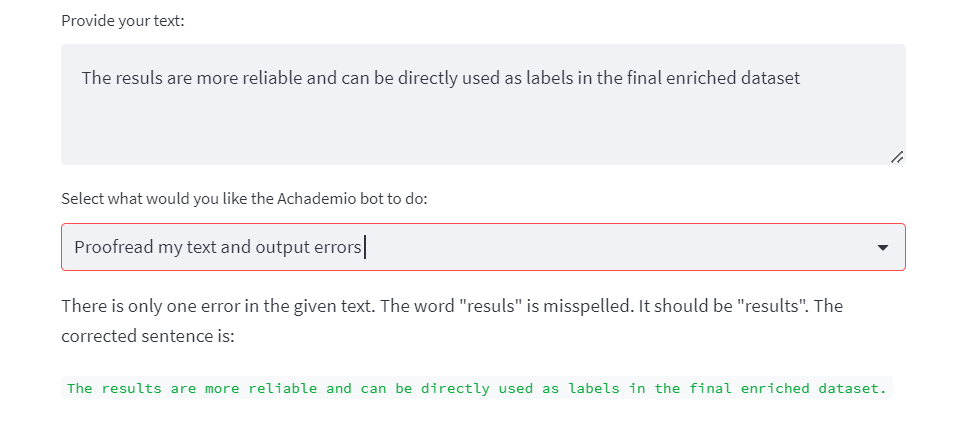 Provide your text:
The resuls are more reliable and can be directly used as labels in the final enriched dataset
Select what would you like the Achademio bot to do:
Proofread my text and output errors
There is only one error in the given text. The word "resuls" is misspelled. It should be "results". The
corrected sentence is:
The results are more reliable and can be directly used as labels in the final enriched dataset.